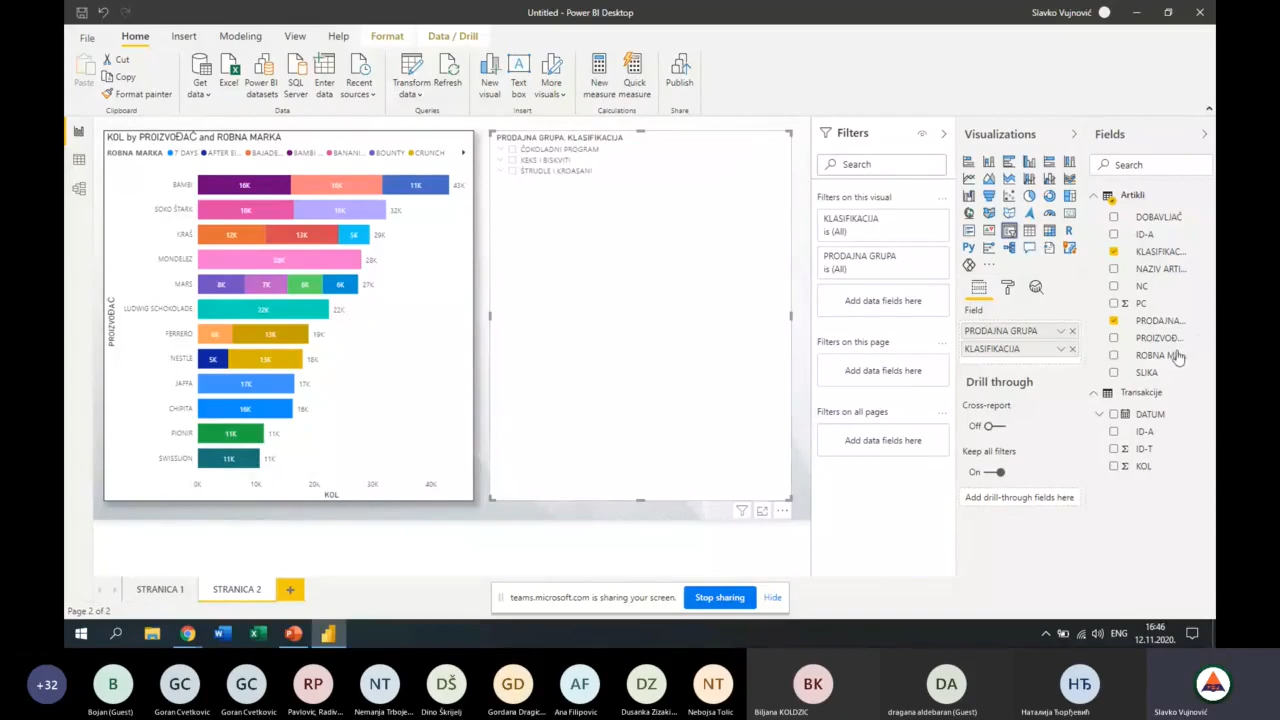 Untitled - Power BI Desktop
Slavko Vujnović
File Home Insert Modeling View Help Format Data / Drill
Paste
Cut
Copy
Format painter
Clipboard
Get data
Excel
Power BI datasets
SQL Server
Enter data
Recent sources
Data
Transform data
Refresh
Queries
New visual
Text box
More visuals
Insert
New measure
Quick measure
Calculations
Publish
Share
KOL by PROIZVOĐAČ and ROBNA MARKA
ROBNA MARKA 7 DAYS AFTER EI... BAJADE... BAMBI ... BANANI... BOUNTY CRUNCH
PROIZVOĐAČ
BAMBI 16K 16K 11K 43K
SOKO ŠTARK 16K 16K 32K
KRAŠ 12K 13K 5K 29K
MONDELEZ 28K 28K
MARS 8K 7K 6K 6K 27K
LUDWIG SCHOKOLADE 22K 22K
FERRERO 6K 13K 19K
NESTLE 5K 13K 18K
JAFFA 17K 17K
CHIPITA 16K 16K
PIONIR 11K 11K
SWISSLION 11K 11K
0K 10K 20K 30K 40K
KOL
PRODAJNA GRUPA, KLASIFIKACIJA
ČOKOLADNI PROGRAM
KEKS I BISKVITI
ŠTRUDLE I KROASANI
Filters
Search
Filters on this visual ...
KLASIFIKACIJA
is (All)
PRODAJNA GRUPA
is (All)
Add data fields here
Filters on this page ...
Add data fields here
Filters on all pages ...
Add data fields here
Visualizations
R
Py
...
Field
PRODAJNA GRUPA
KLASIFIKACIJA
Drill through
Cross-report
Off
Keep all filters
On
Add drill-through fields here
Fields
Search
Artikli
DOBAVLJAČ
ID-A
KLASIFIKAC...
NAZIV ARTI...
NC
Σ PC
PRODAJNA...
PROIZVOĐ...
ROBNA M
SLIKA
Transakcije
DATUM
ID-A
Σ ID-T
Σ KOL
STRANICA 1 STRANICA 2 +
teams.microsoft.com is sharing your screen. Stop sharing Hide
Page 2 of 2
ENG
16:46
12.11.2020.
+32
B
GC
GC
RP
NT
DŠ
GD
AF
DZ
NT
BK
DA
НЂ
Bojan (Guest)
Goran Cvetkovic
Goran Cvetkovic
Pavlovic, Radiv...
Nemanja Trboje...
Dino Škrijelj
Gordana Dragic...
Ana Filipovic
Dusanka Zizaki...
Nebojsa Tolic
Biljana KOLDZIC
dragana aldebaran (Guest)
Наталија Ђорђевић
Slavko Vujnović